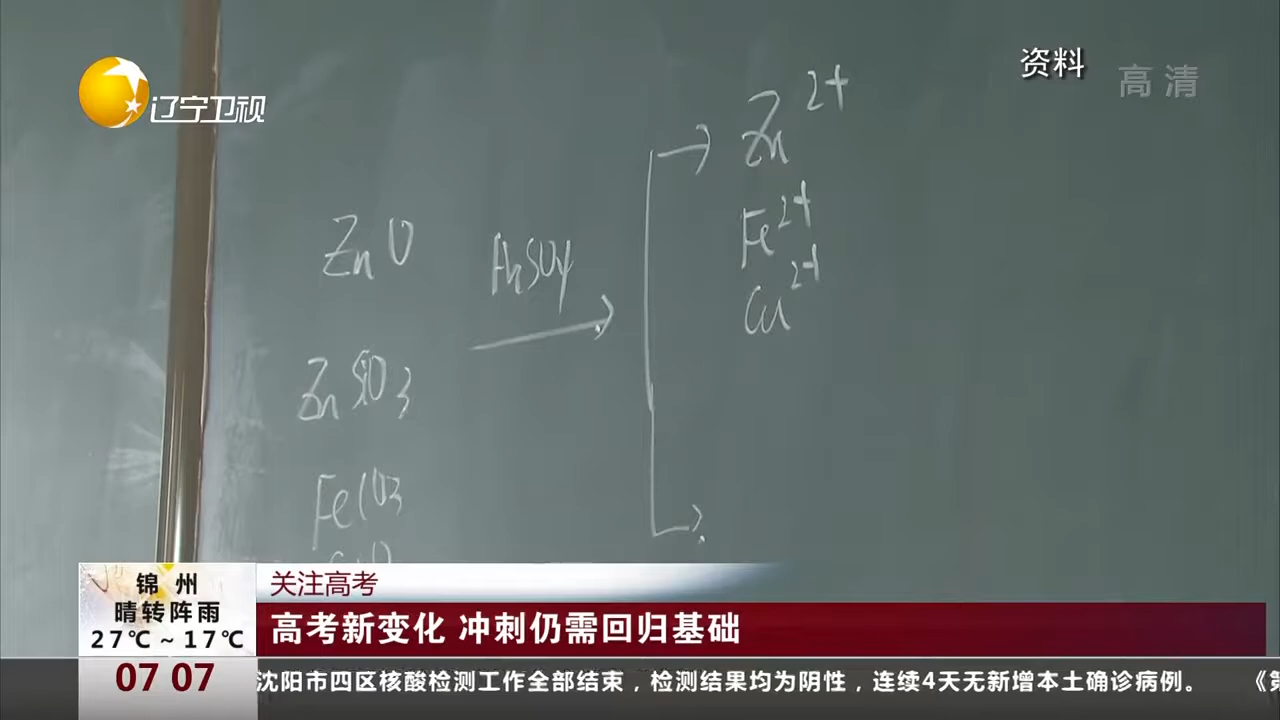 辽宁卫视
资料
高清
Zn2+
Fe2+
Cu2+
ZnO
H2SO4
ZnSiO3
FeCO3
CuO
锦州
晴转阵雨
27℃～17℃
07 07
关注高考
高考新变化 冲刺仍需回归基础
沈阳市四区核酸检测工作全部结束，检测结果均为阴性，连续4天无新增本土确诊病例。 《第